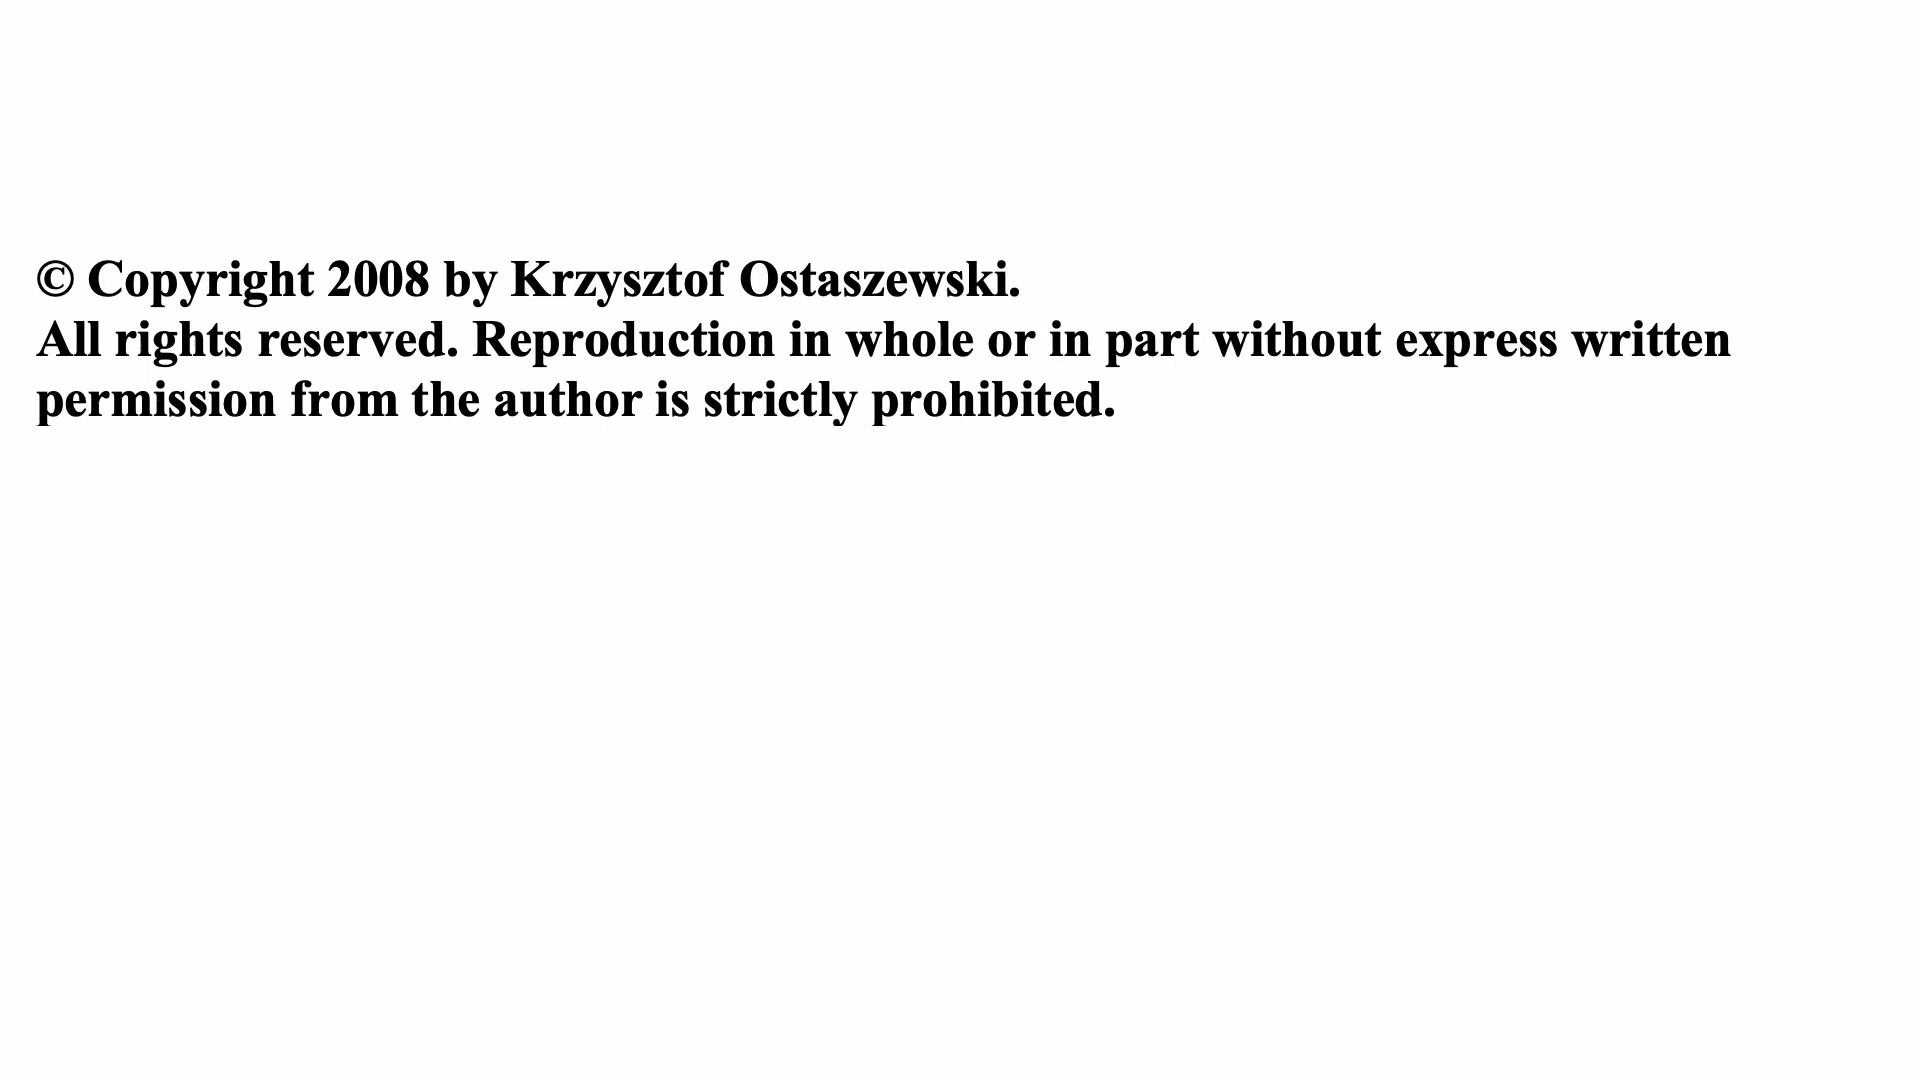 © Copyright 2008 by Krzysztof Ostaszewski.
All rights reserved. Reproduction in whole or in part without express written
permission from the author is strictly prohibited.